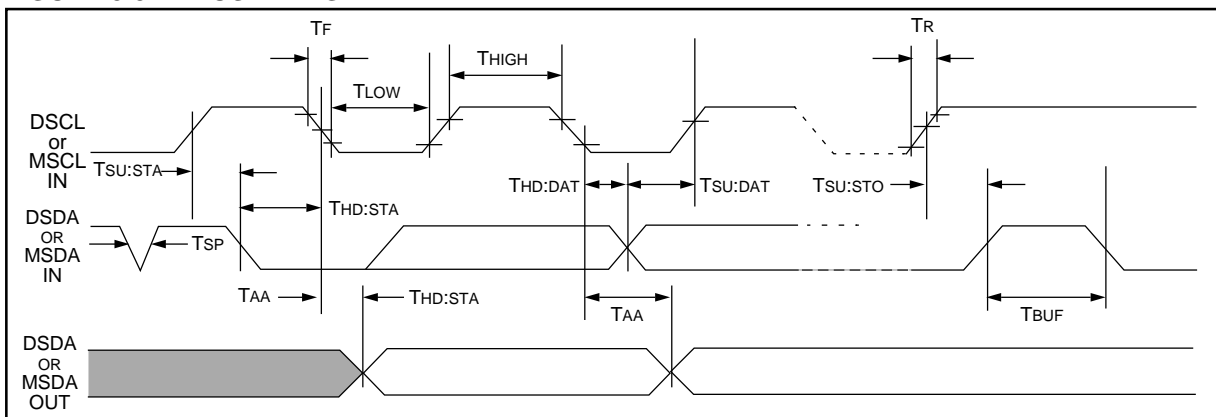 TF
TR
THIGH
TLOW
DSCL
or
MSCL
IN
TSU:STA
THD:DAT
TSU:DAT
TSU:STO
THD:STA
DSDA
OR
MSDA
IN
TSP
TAA
THD:STA
TAA
TBUF
DSDA
OR
MSDA
OUT